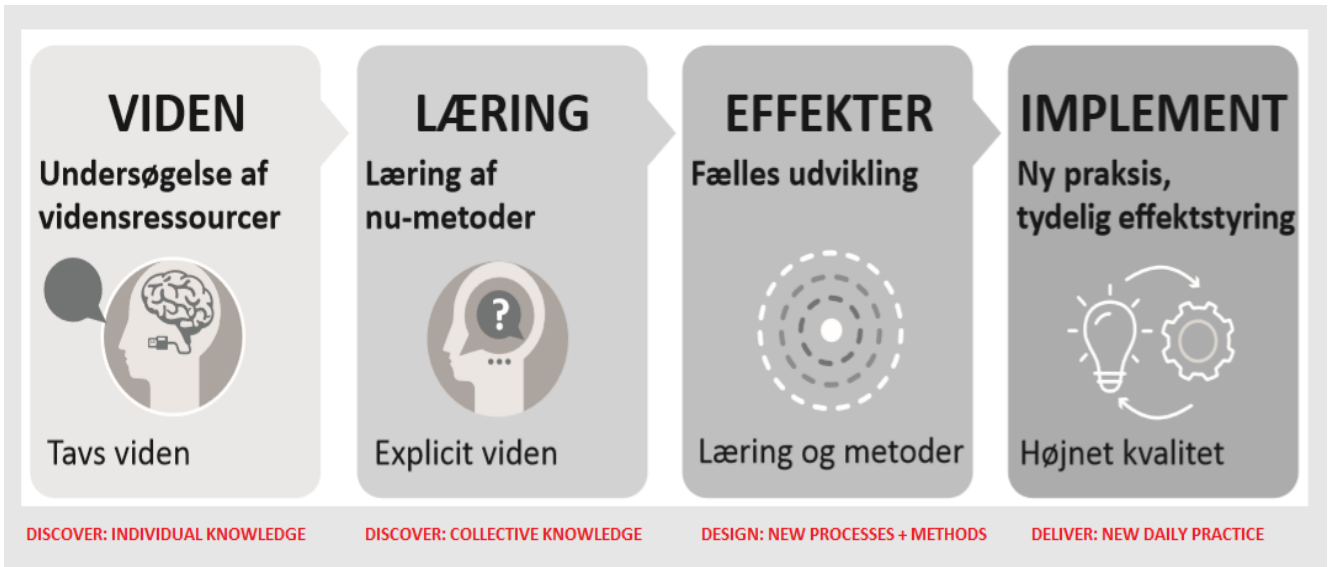 VIDEN
Undersøgelse af
vidensressourcer
Tavs viden
LÆRING
Læring af
nu-metoder
?
Explicit viden
EFFEKTER
Fælles udvikling
Læring og metoder
IMPLEMENT
Ny praksis,
tydelig effektstyring
Højnet kvalitet
DISCOVER: INDIVIDUAL KNOWLEDGE
DISCOVER: COLLECTIVE KNOWLEDGE
DESIGN: NEW PROCESSES + METHODS
DELIVER: NEW DAILY PRACTICE